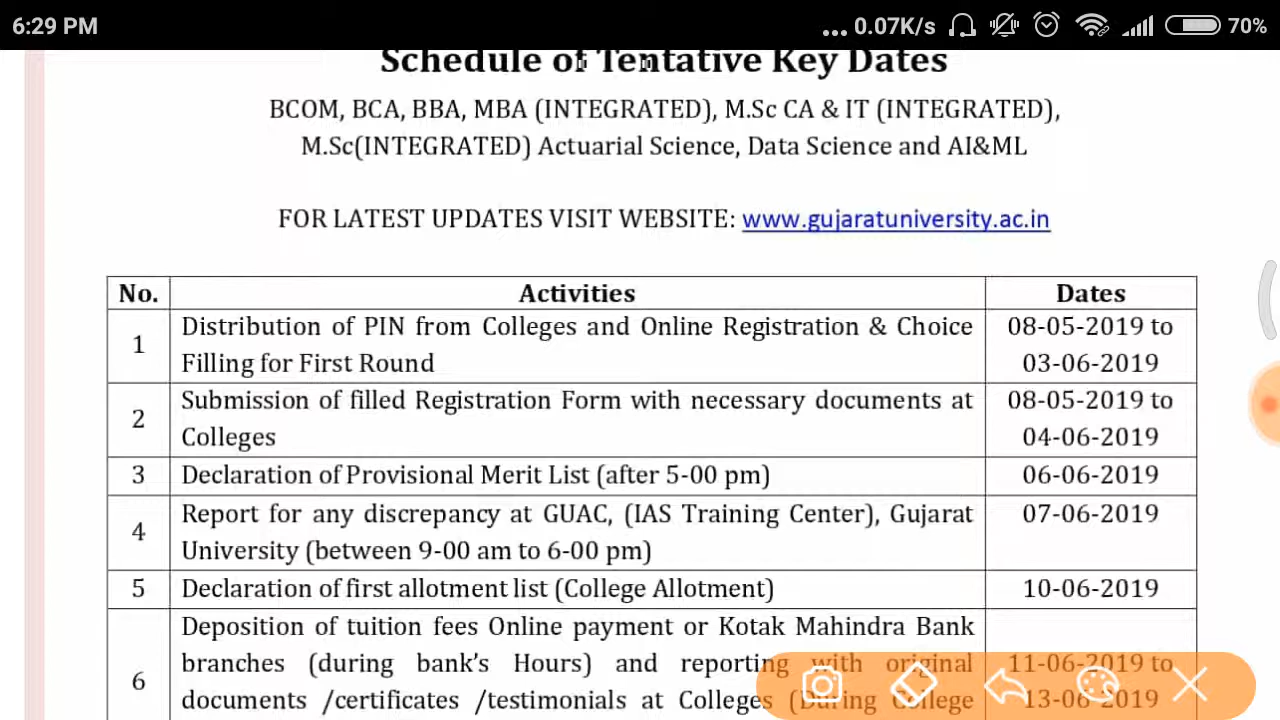 6:29 PM
... 0.07K/s 70%
Schedule of Tentative Key Dates
BCOM, BCA, BBA, MBA (INTEGRATED), M.Sc CA & IT (INTEGRATED),
M.Sc(INTEGRATED) Actuarial Science, Data Science and AI&ML
FOR LATEST UPDATES VISIT WEBSITE: www.gujaratuniversity.ac.in
No. Activities Dates
1 Distribution of PIN from Colleges and Online Registration & Choice 08-05-2019 to
Filling for First Round 03-06-2019
2 Submission of filled Registration Form with necessary documents at 08-05-2019 to
Colleges 04-06-2019
3 Declaration of Provisional Merit List (after 5-00 pm) 06-06-2019
4 Report for any discrepancy at GUAC, (IAS Training Center), Gujarat 07-06-2019
University (between 9-00 am to 6-00 pm)
5 Declaration of first allotment list (College Allotment) 10-06-2019
6 Deposition of tuition fees Online payment or Kotak Mahindra Bank
branches (during bank's Hours) and reporting with original 11-06-2019 to
documents /certificates /testimonials at Colleges (During College 13-06-2019